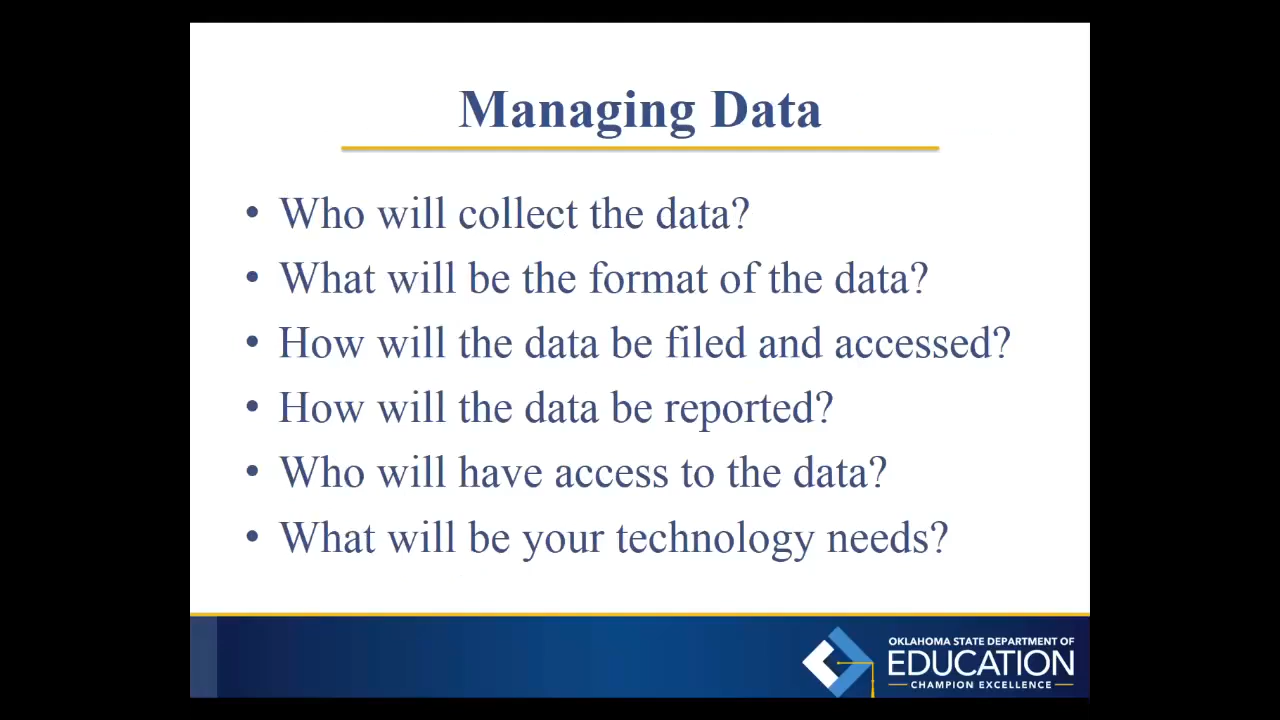 Managing Data
• Who will collect the data?
• What will be the format of the data?
• How will the data be filed and accessed?
• How will the data be reported?
• Who will have access to the data?
• What will be your technology needs?
OKLAHOMA STATE DEPARTMENT OF
EDUCATION
CHAMPION EXCELLENCE